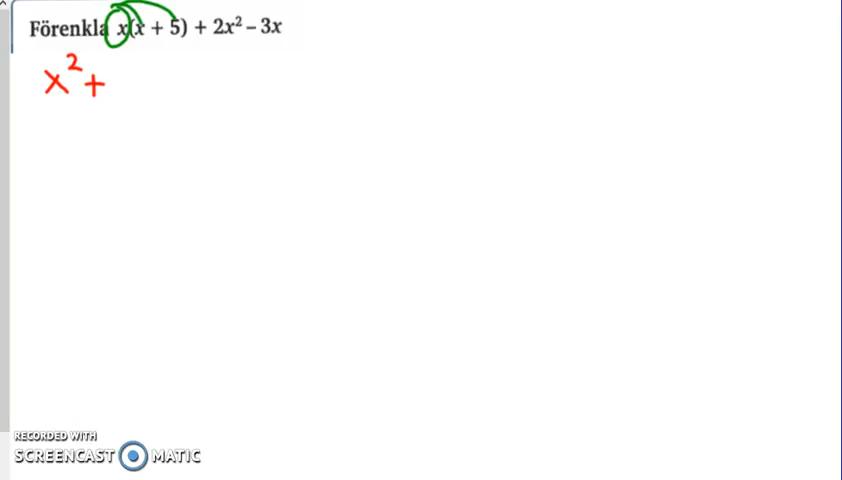 Förenkla x(x + 5) + 2x² – 3x
x² +
RECORDED WITH
SCREENCAST MATIC